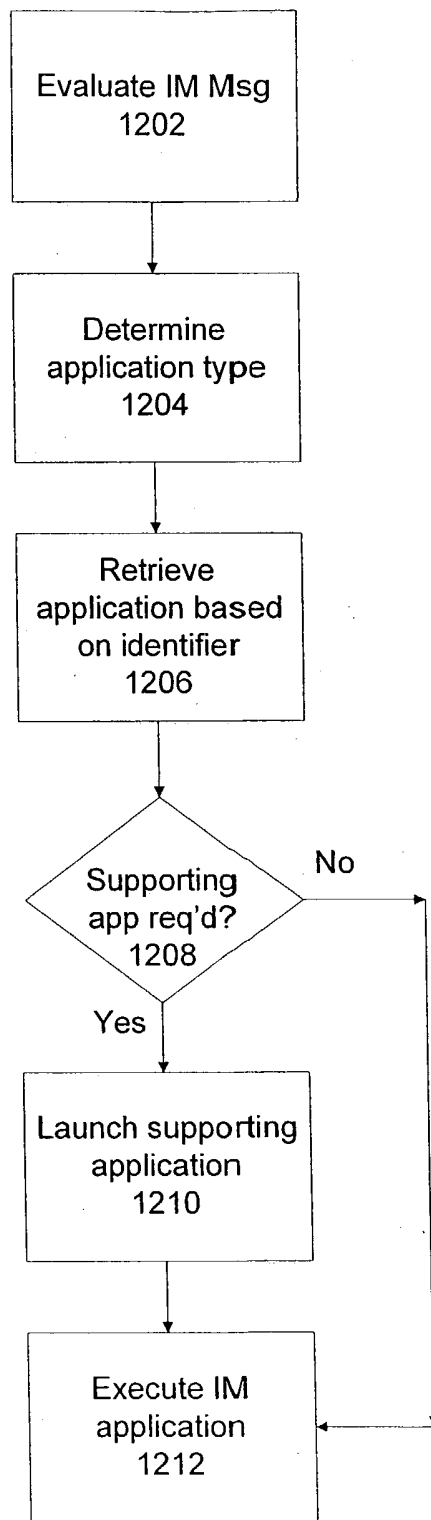 Evaluate IM Msg
1202
Determine
application type
1204
Retrieve
application based
on identifier
1206
Supporting
app req'd?
1208
No
Yes
Launch supporting
application
1210
Execute IM
application
1212